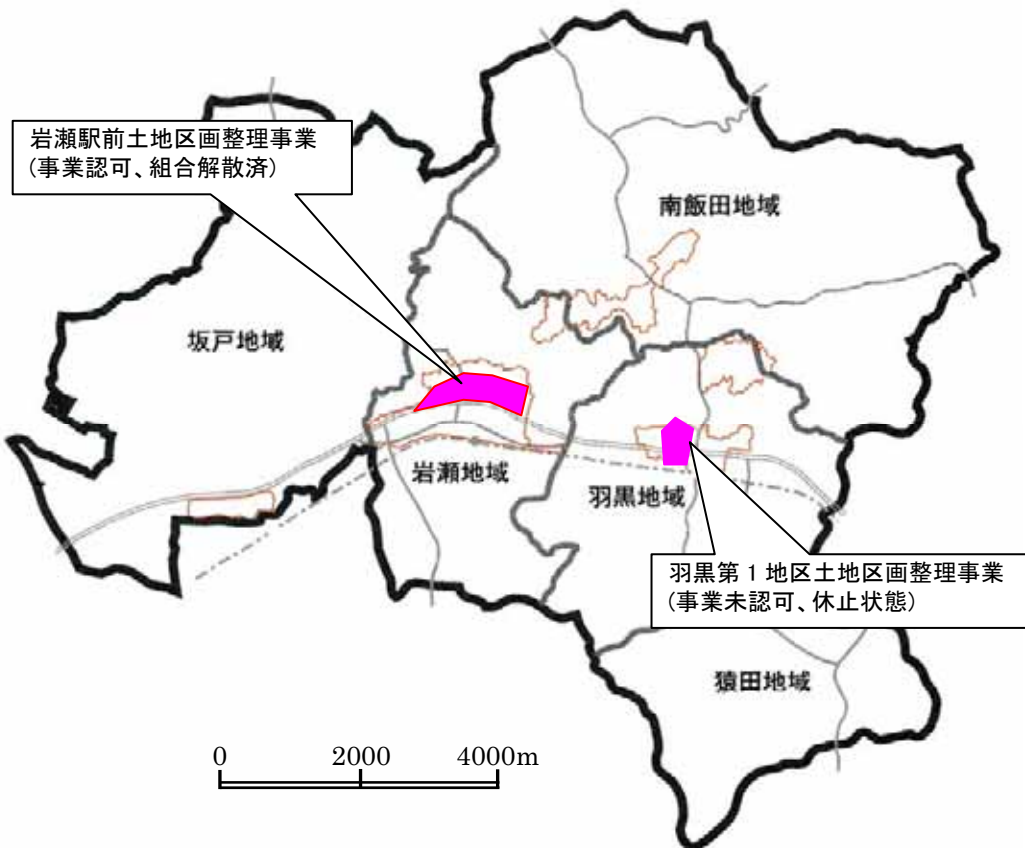 岩瀬駅前土地区画整理事業
(事業認可、組合解散済)
南飯田地域
坂戸地域
岩瀬地域
羽黒地域
羽黒第1地区土地区画整理事業
(事業未認可、休止状態)
猿田地域
0 2000 4000m